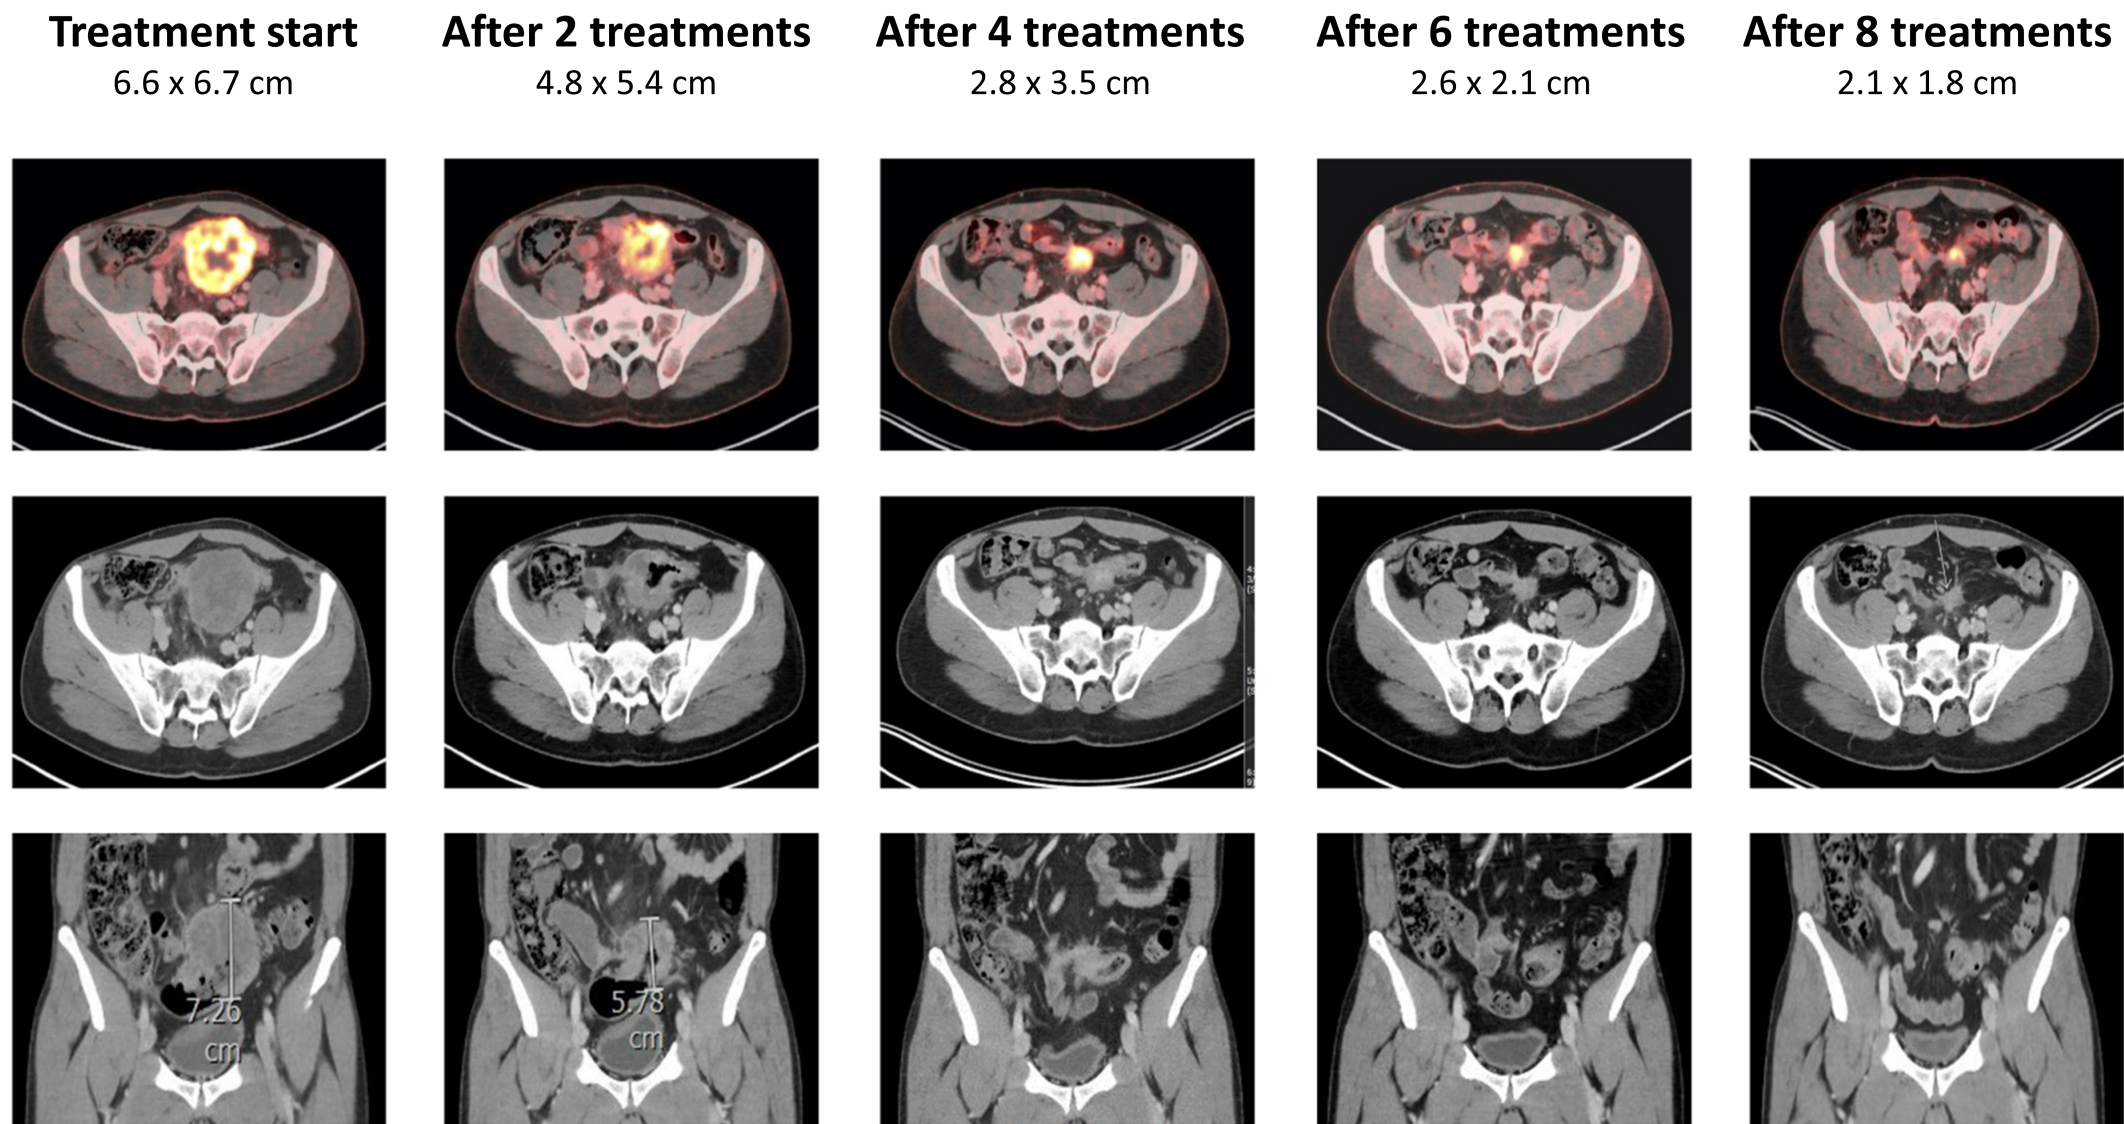 Treatment start
6.6 x 6.7 cm
After 2 treatments
4.8 x 5.4 cm
After 4 treatments
2.8 x 3.5 cm
After 6 treatments
2.6 x 2.1 cm
After 8 treatments
2.1 x 1.8 cm
7.26
cm
5.78
cm